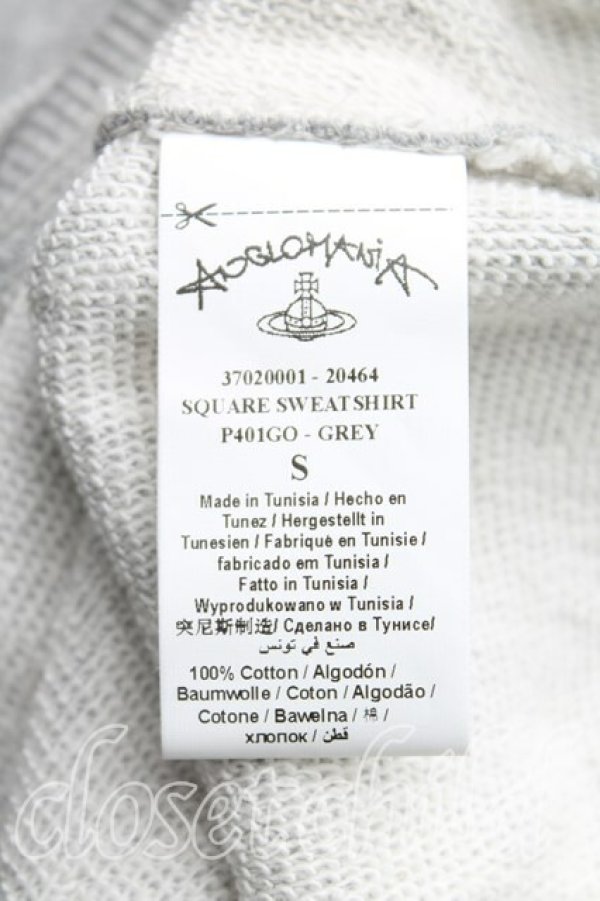 ANGLOMANIA
37020001 - 20464
SQUARE SWEATSHIRT
P401GO - GREY
S
Made in Tunisia / Hecho en
Tunez / Hergestellt in
Tunesien / Fabriqué en Tunisie /
fabricado em Tunisia /
Fatto in Tunisia /
Wyprodukowano w Tunisia /
突尼斯制造/ Сделано в Тунисе/
صنع في تونس
100% Cotton / Algodón /
Baumwolle / Coton / Algodão /
Cotone / Bawelna / 棉 /
хлопок / قطن
closetchild